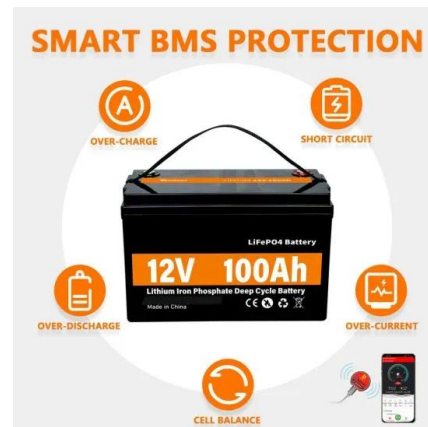 SMART BMS PROTECTION
A
OVER-CHARGE
SHORT CIRCUIT
LiFePO4 Battery
12V 100Ah
Lithium Iron Phosphate Deep Cycle Battery
Made in China
CE
OVER-DISCHARGE
OVER-CURRENT
CELL BALANCE